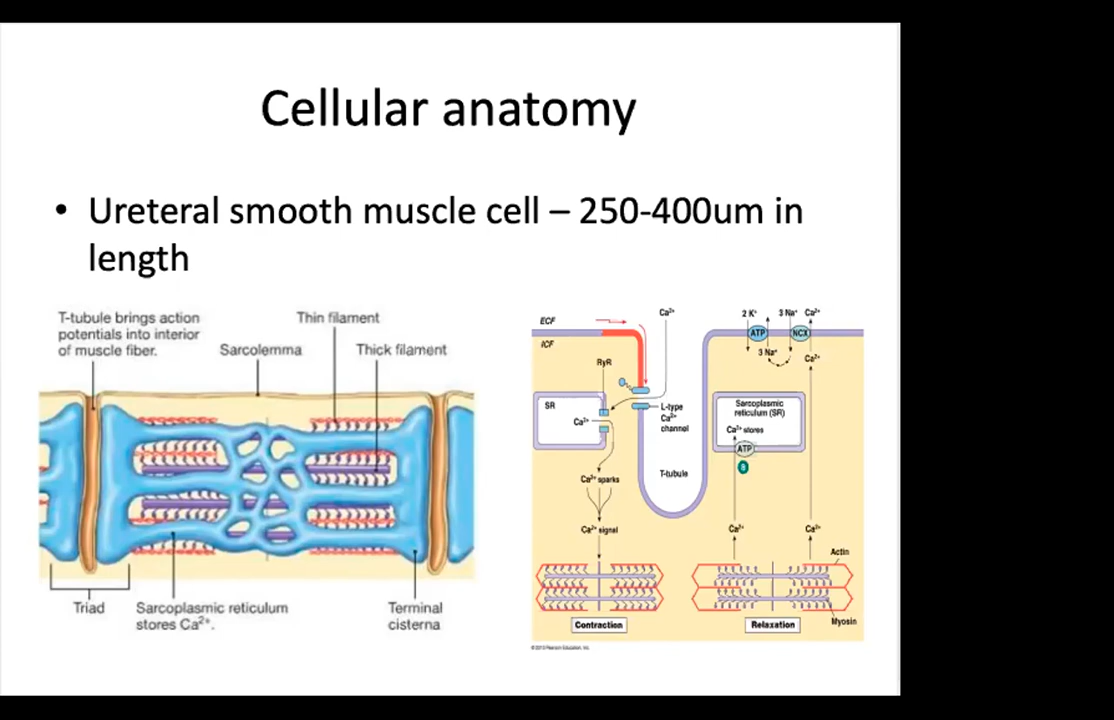 Cellular anatomy
• Ureteral smooth muscle cell – 250-400um in
length
T-tubule brings action
potentials into interior
of muscle fiber.
Sarcolemma
Thin filament
Thick filament
Triad
Sarcoplasmic reticulum
stores Ca²⁺.
Terminal
cisterna
ECF
ICF
Ca²⁺
RyR
SR
Ca²⁺
L-type
Ca²⁺
channel
Ca²⁺ sparks
Ca²⁺ signal
T-tubule
Contraction
2 K⁺
3 Na⁺
Ca²⁺
ATP
NCX
3 Na⁺
Ca²⁺
Sarcoplasmic
reticulum (SR)
Ca²⁺ stores
ATP
Ca²⁺
Ca²⁺
Actin
Myosin
Relaxation